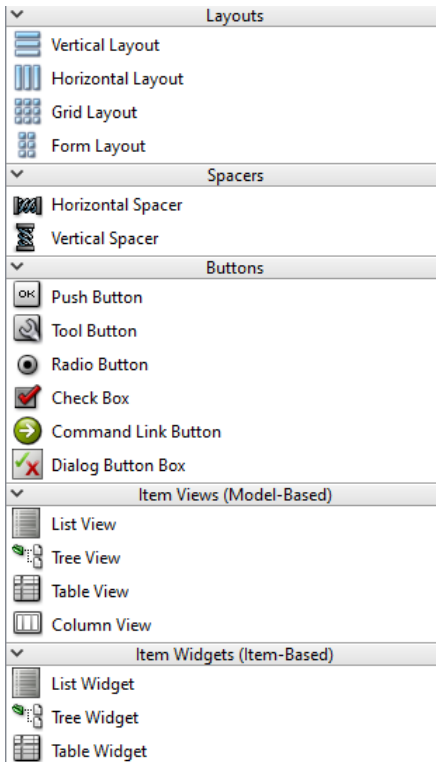 Layouts
Vertical Layout
Horizontal Layout
Grid Layout
Form Layout
Spacers
Horizontal Spacer
Vertical Spacer
Buttons
OK Push Button
Tool Button
Radio Button
Check Box
Command Link Button
Dialog Button Box
Item Views (Model-Based)
List View
Tree View
Table View
Column View
Item Widgets (Item-Based)
List Widget
Tree Widget
Table Widget